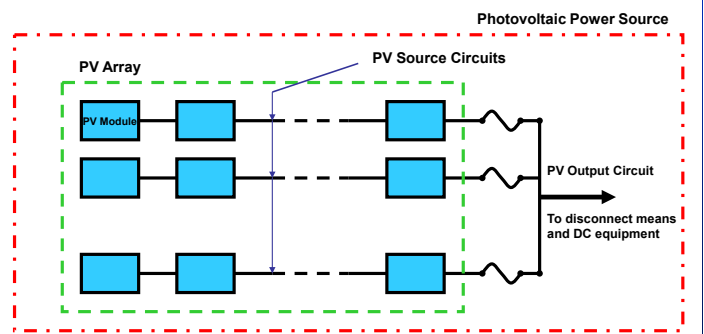 Photovoltaic Power Source
PV Array
PV Source Circuits
PV Module
PV Output Circuit
To disconnect means
and DC equipment